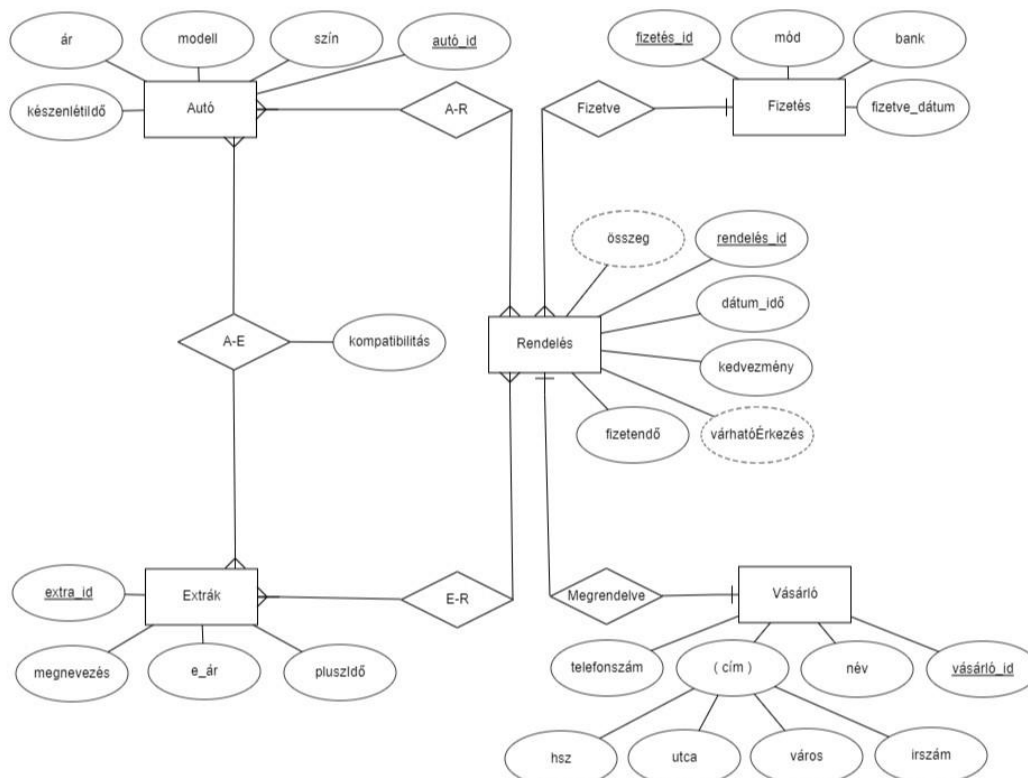 ár
modell
szín
autó_id
készenlétiIdő
Autó
A-R
fizetés_id
mód
bank
Fizetve
Fizetés
fizetve_dátum
összeg
rendelés_id
dátum_idő
Rendelés
kedvezmény
fizetendő
várhatóÉrkezés
A-E
kompatibilitás
extra_id
Extrák
E-R
megnevezés
e_ár
pluszIdő
Megrendelve
Vásárló
telefonszám
( cím )
név
vásárló_id
hsz
utca
város
irszám